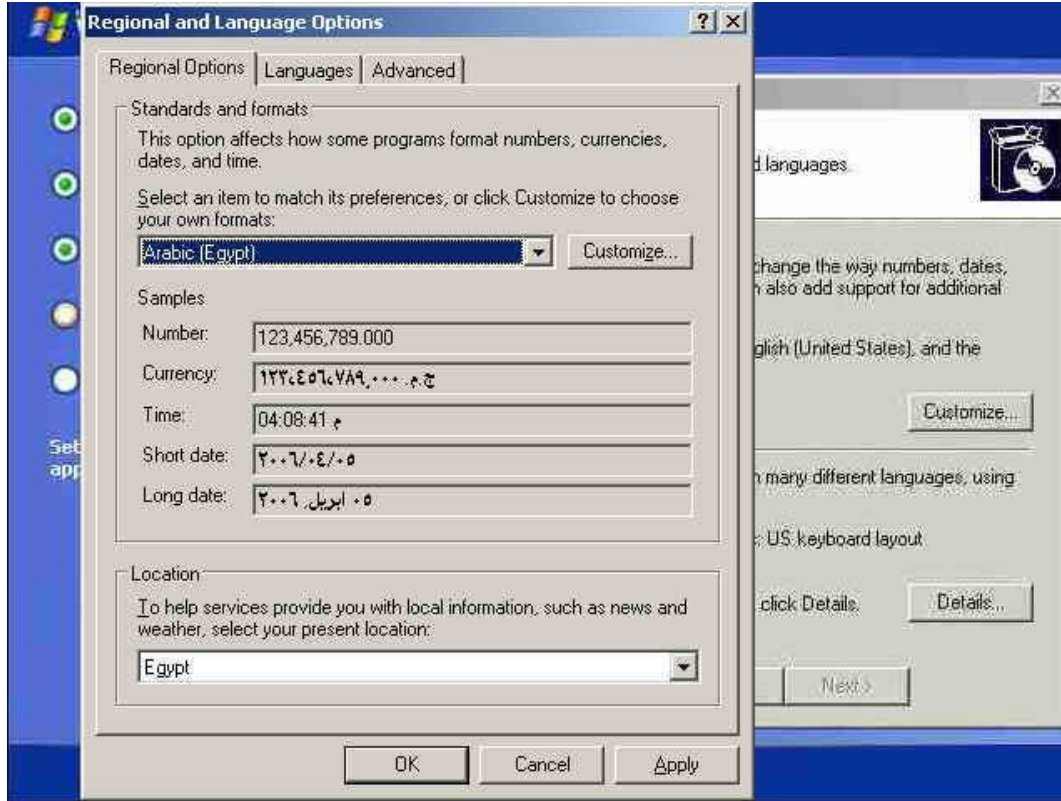 Regional and Language Options
Regional Options
Languages
Advanced
Standards and formats
This option affects how some programs format numbers, currencies,
dates, and time.
Select an item to match its preferences, or click Customize to choose
your own formats:
Arabic (Egypt)
Customize...
Samples
Number:
123,456,789.000
Currency:
ج.م. ١٢٣،٤٥٦،٧٨٩,٠٠٠
Time:
04:08:41 م
Short date:
٢٠٠٦/٠٤/٠٥
Long date:
٠٥ ابريل, ٢٠٠٦
Location
To help services provide you with local information, such as news and
weather, select your present location:
Egypt
OK
Cancel
Apply
languages.
change the way numbers, dates,
also add support for additional
(United States), and the
Customize...
many different languages, using
US keyboard layout
click Details.
Details...
Next >